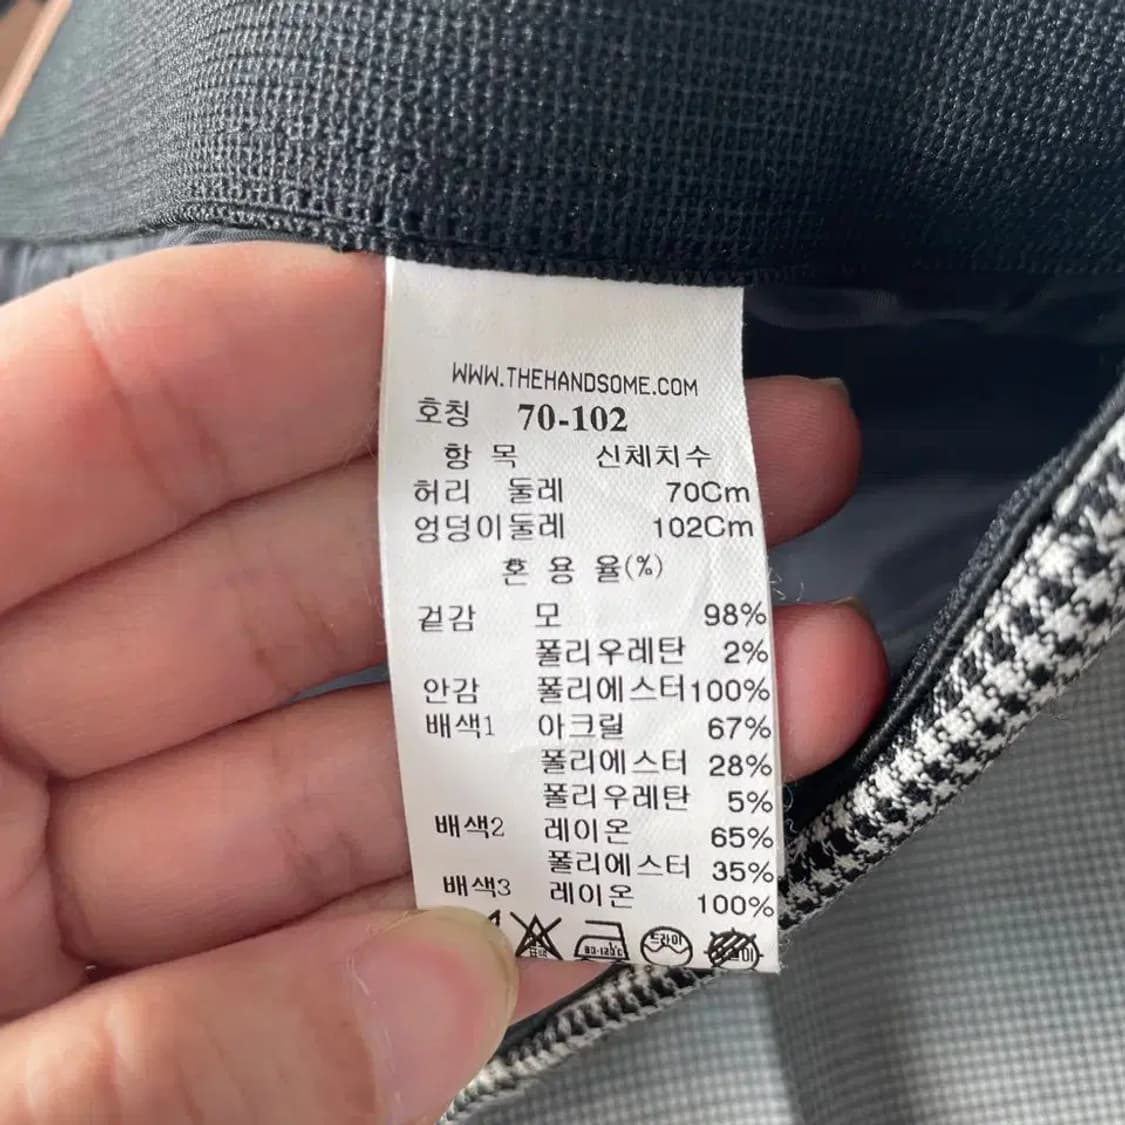 WWW.THEHANDSOME.COM
호칭 70-102
항 목 신체치수
허리 둘레 70Cm
엉덩이둘레 102Cm
혼 용 율(%)
겉감 모 98%
폴리우레탄 2%
안감 폴리에스터 100%
배색1 아크릴 67%
폴리에스터 28%
폴리우레탄 5%
배색2 레이온 65%
폴리에스터 35%
배색3 레이온 100%
드라이